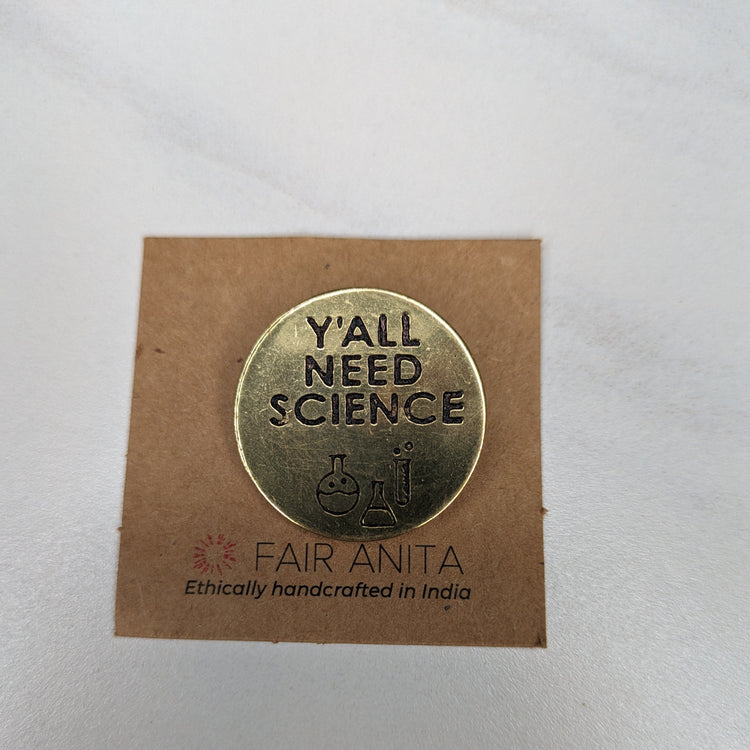 Y'ALL
NEED
SCIENCE
FAIR ANITA
Ethically handcrafted in India